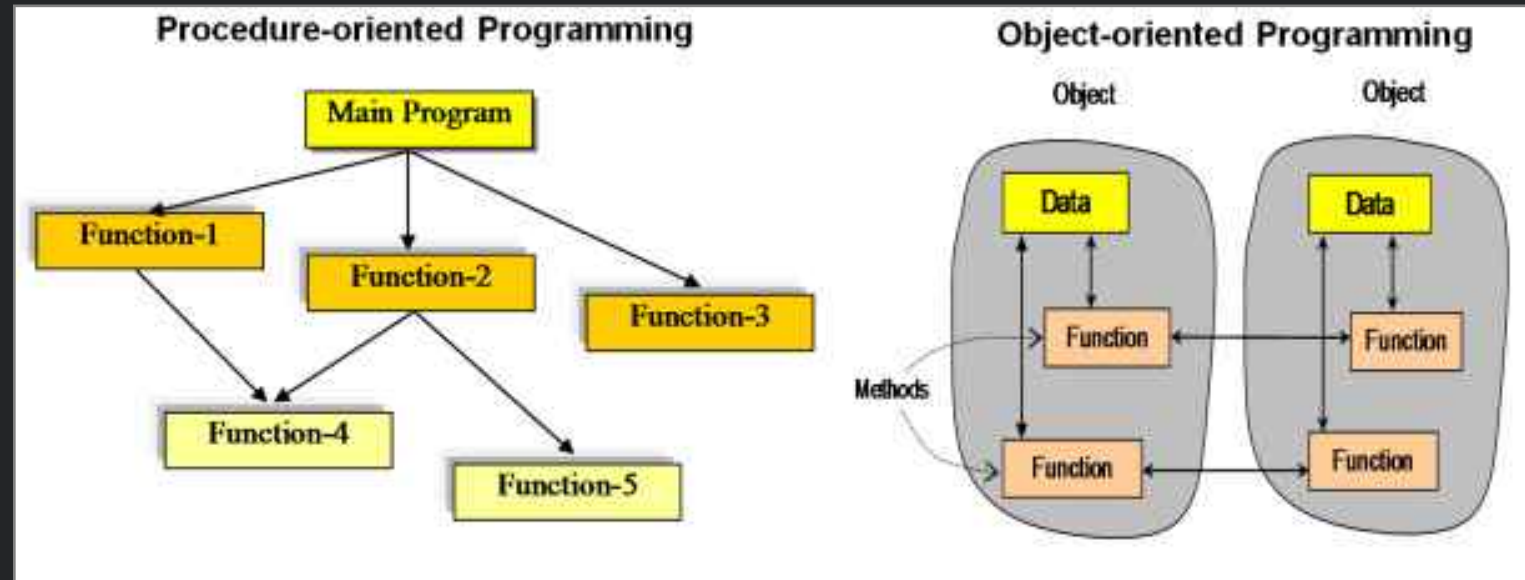 Procedure-oriented Programming
Main Program
Function-1
Function-2
Function-3
Function-4
Function-5
Object-oriented Programming
Object
Object
Data
Data
Function
Function
Methods
Function
Function